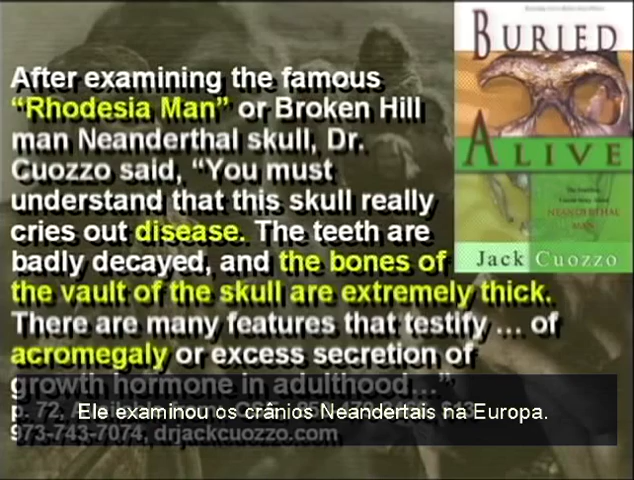 BURIED
ALIVE
NEANDERTHAL
MAN
Jack Cuozzo
After examining the famous
“Rhodesia Man” or Broken Hill
man Neanderthal skull, Dr.
Cuozzo said, “You must
understand that this skull really
cries out disease. The teeth are
badly decayed, and the bones of
the vault of the skull are extremely thick.
There are many features that testify … of
acromegaly or excess secretion of
growth hormone in adulthood…”
p. 72,
Ele examinou os crânios Neandertais na Europa.
973-743-7074, drjackcuozzo.com